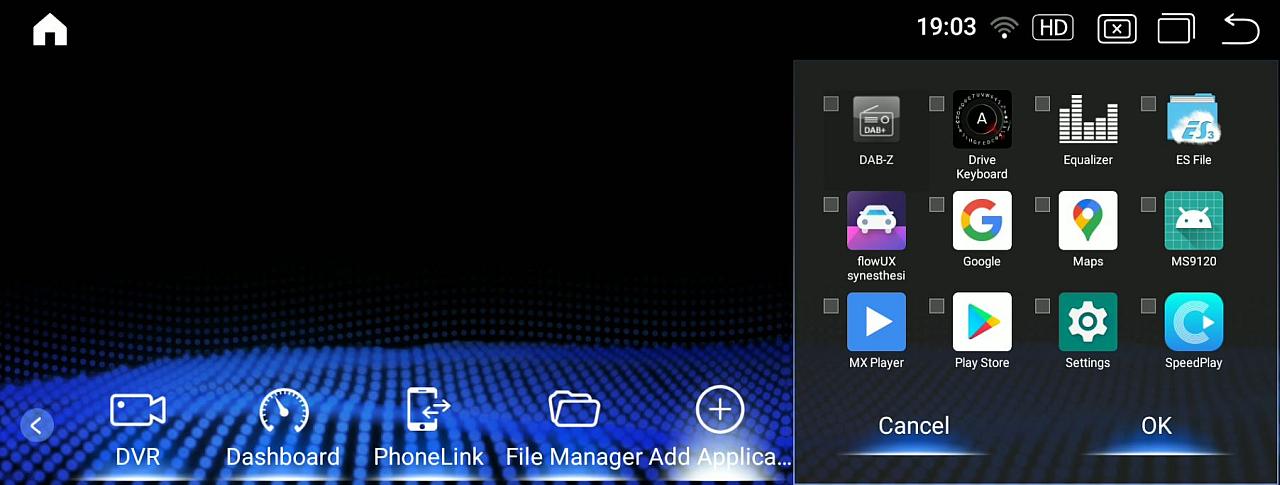 19:03
HD
DAB+
A
ES3
DAB-Z
Drive
Keyboard
Equalizer
ES File
flowUX
synesthesi
Google
Maps
MS9120
MX Player
Play Store
Settings
SpeedPlay
Cancel
OK
DVR
Dashboard
PhoneLink
File Manager
Add Applica...